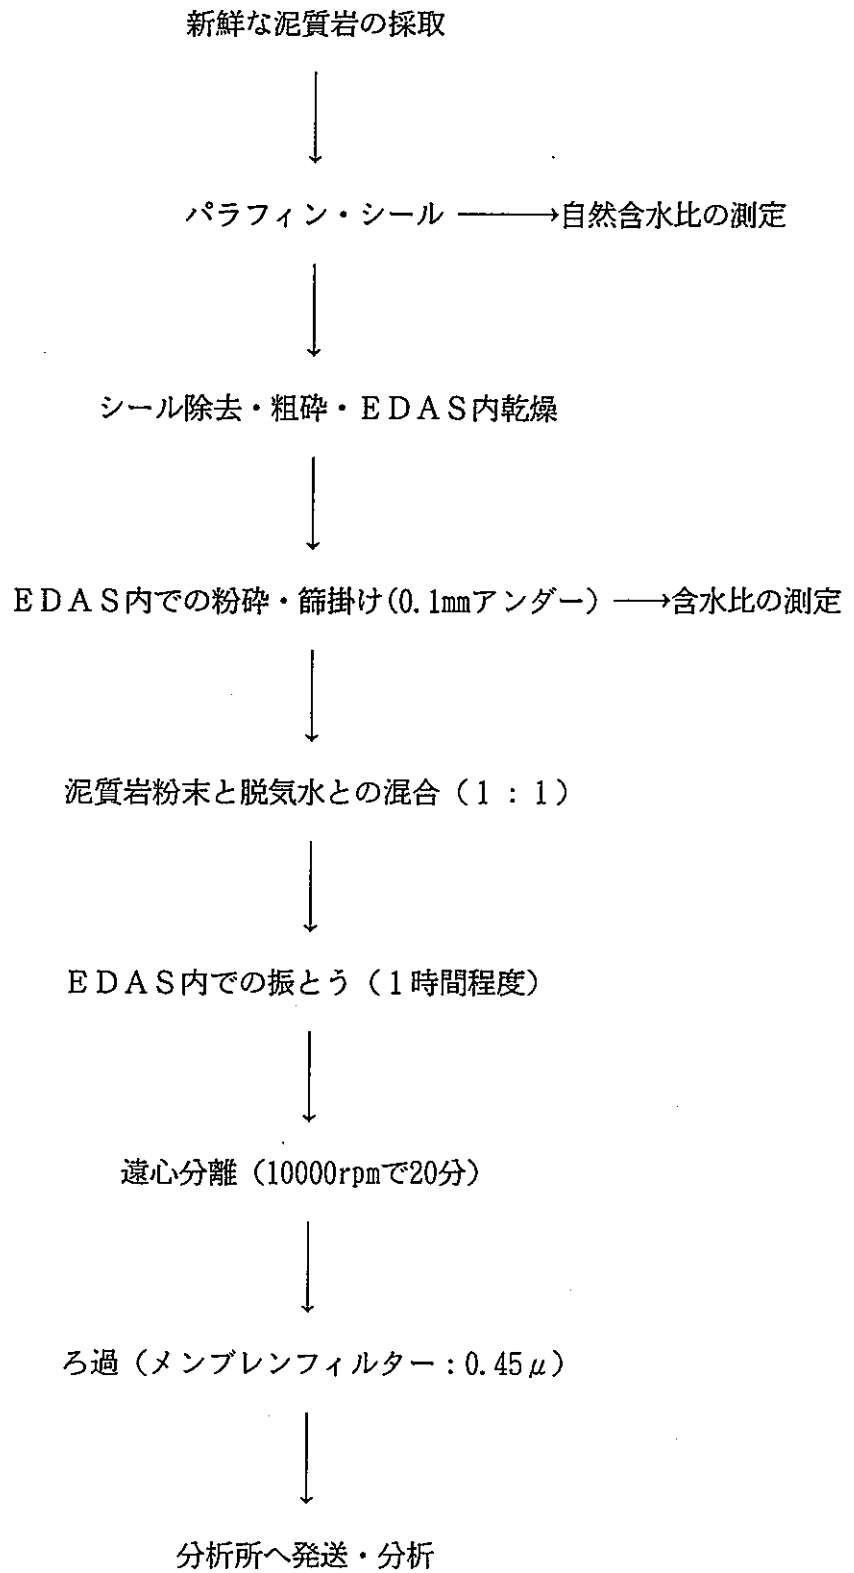 新鮮な泥質岩の採取
パラフィン・シール ───→自然含水比の測定
シール除去・粗砕・ＥＤＡＳ内乾燥
ＥＤＡＳ内での粉砕・篩掛け(0.1mmアンダー) ──→含水比の測定
泥質岩粉末と脱気水との混合（１：１）
ＥＤＡＳ内での振とう（１時間程度）
遠心分離（10000rpmで20分）
ろ過（メンブレンフィルター：0.45μ）
分析所へ発送・分析